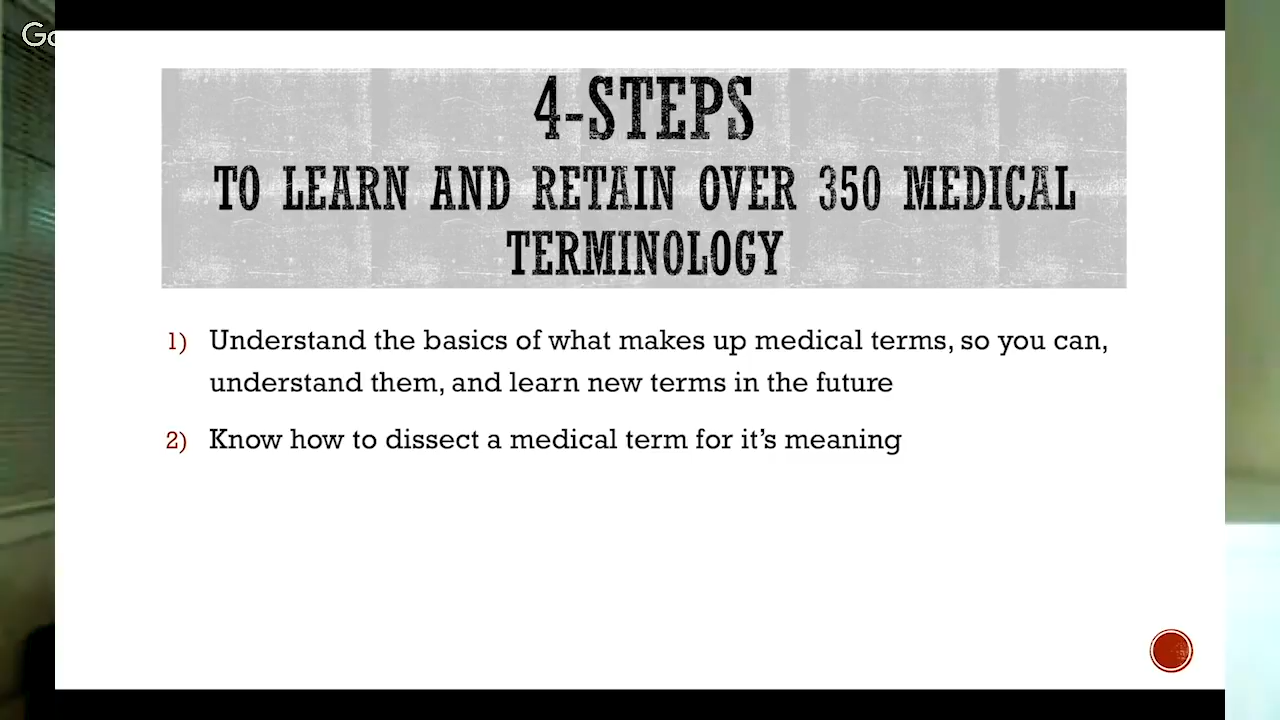 4-STEPS
TO LEARN AND RETAIN OVER 350 MEDICAL
TERMINOLOGY
1) Understand the basics of what makes up medical terms, so you can,
understand them, and learn new terms in the future
2) Know how to dissect a medical term for it’s meaning